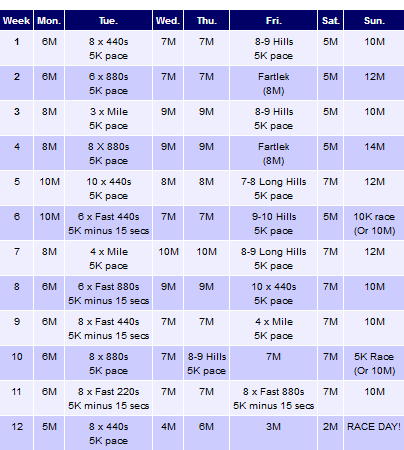 Week Mon. Tue. Wed. Thu. Fri. Sat. Sun.
1 6M 8 x 440s 7M 7M 8-9 Hills 5M 10M
5K pace 5K pace
2 6M 6 x 880s 7M 7M Fartlek 5M 12M
5K pace (8M)
3 8M 3 x Mile 9M 9M 8-9 Hills 5M 10M
5K pace 5K pace
4 8M 8 X 880s 9M 9M Fartlek 5M 14M
5K pace (8M)
5 10M 10 x 440s 8M 8M 7-8 Long Hills 7M 12M
5K pace 5K pace
6 10M 6 x Fast 440s 7M 7M 9-10 Hills 5M 10K race
5K minus 15 secs 5K pace (Or 10M)
7 8M 4 x Mile 10M 10M 8-9 Long Hills 7M 12M
5K pace 5K pace
8 6M 6 x Fast 880s 9M 9M 10 x 440s 7M 10M
5K minus 15 secs 5K pace
9 6M 8 x Fast 440s 7M 7M 4 x Mile 7M 10M
5K minus 15 secs 5K pace
10 6M 8 x 880s 7M 8-9 Hills 7M 7M 5K Race
5K pace 5K pace (Or 10M)
11 6M 8 x Fast 220s 7M 7M 8 x Fast 880s 7M 10M
5K minus 15 secs 5K minus 15 secs
12 5M 8 x 440s 4M 6M 3M 2M RACE DAY!
5K pace